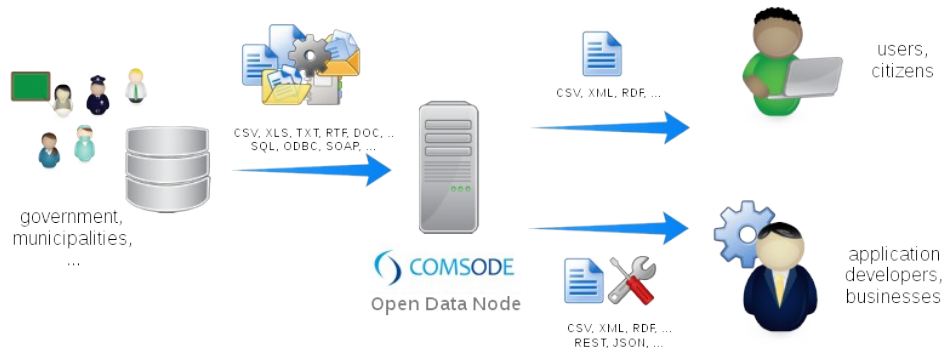 CSV, XLS, TXT, RTF, DOC, ..
SQL, ODBC, SOAP, ...
government,
municipalities,
...
COMSODE
Open Data Node
CSV, XML, RDF, ...
users,
citizens
CSV, XML, RDF, ...
REST, JSON, ...
application
developers,
businesses